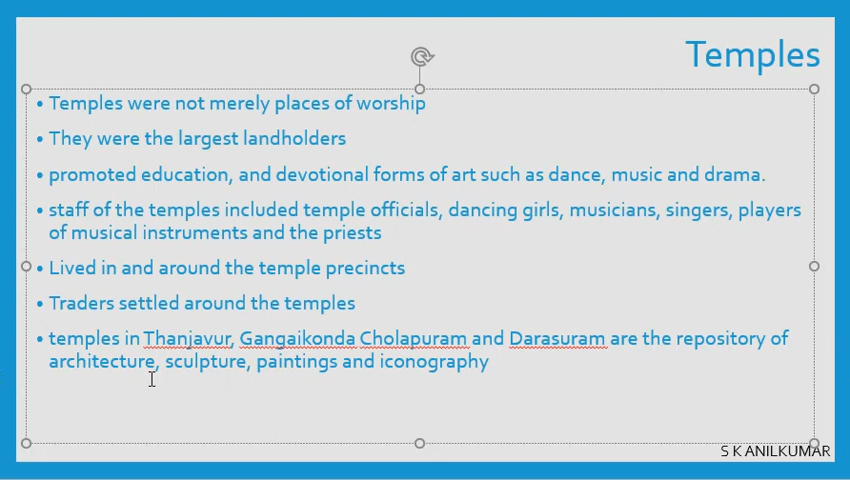 Temples
• Temples were not merely places of worship
• They were the largest landholders
• promoted education, and devotional forms of art such as dance, music and drama.
• staff of the temples included temple officials, dancing girls, musicians, singers, players
of musical instruments and the priests
• Lived in and around the temple precincts
• Traders settled around the temples
• temples in Thanjavur, Gangaikonda Cholapuram and Darasuram are the repository of
architecture, sculpture, paintings and iconography
S K ANILKUMAR